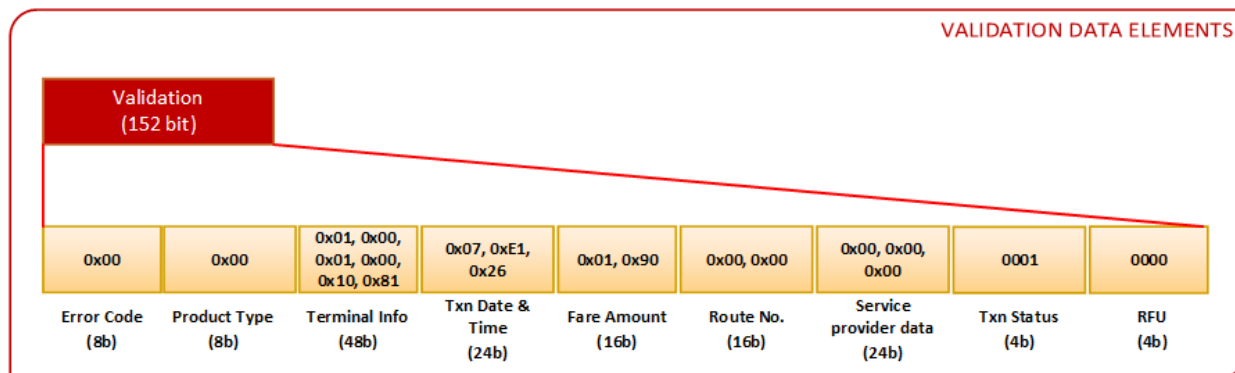 VALIDATION DATA ELEMENTS
Validation
(152 bit)
0x00
0x00
0x01, 0x00,
0x01, 0x00,
0x10, 0x81
0x07, 0xE1,
0x26
0x01, 0x90
0x00, 0x00
0x00, 0x00,
0x00
0001
0000
Error Code
(8b)
Product Type
(8b)
Terminal Info
(48b)
Txn Date &
Time
(24b)
Fare Amount
(16b)
Route No.
(16b)
Service
provider data
(24b)
Txn Status
(4b)
RFU
(4b)